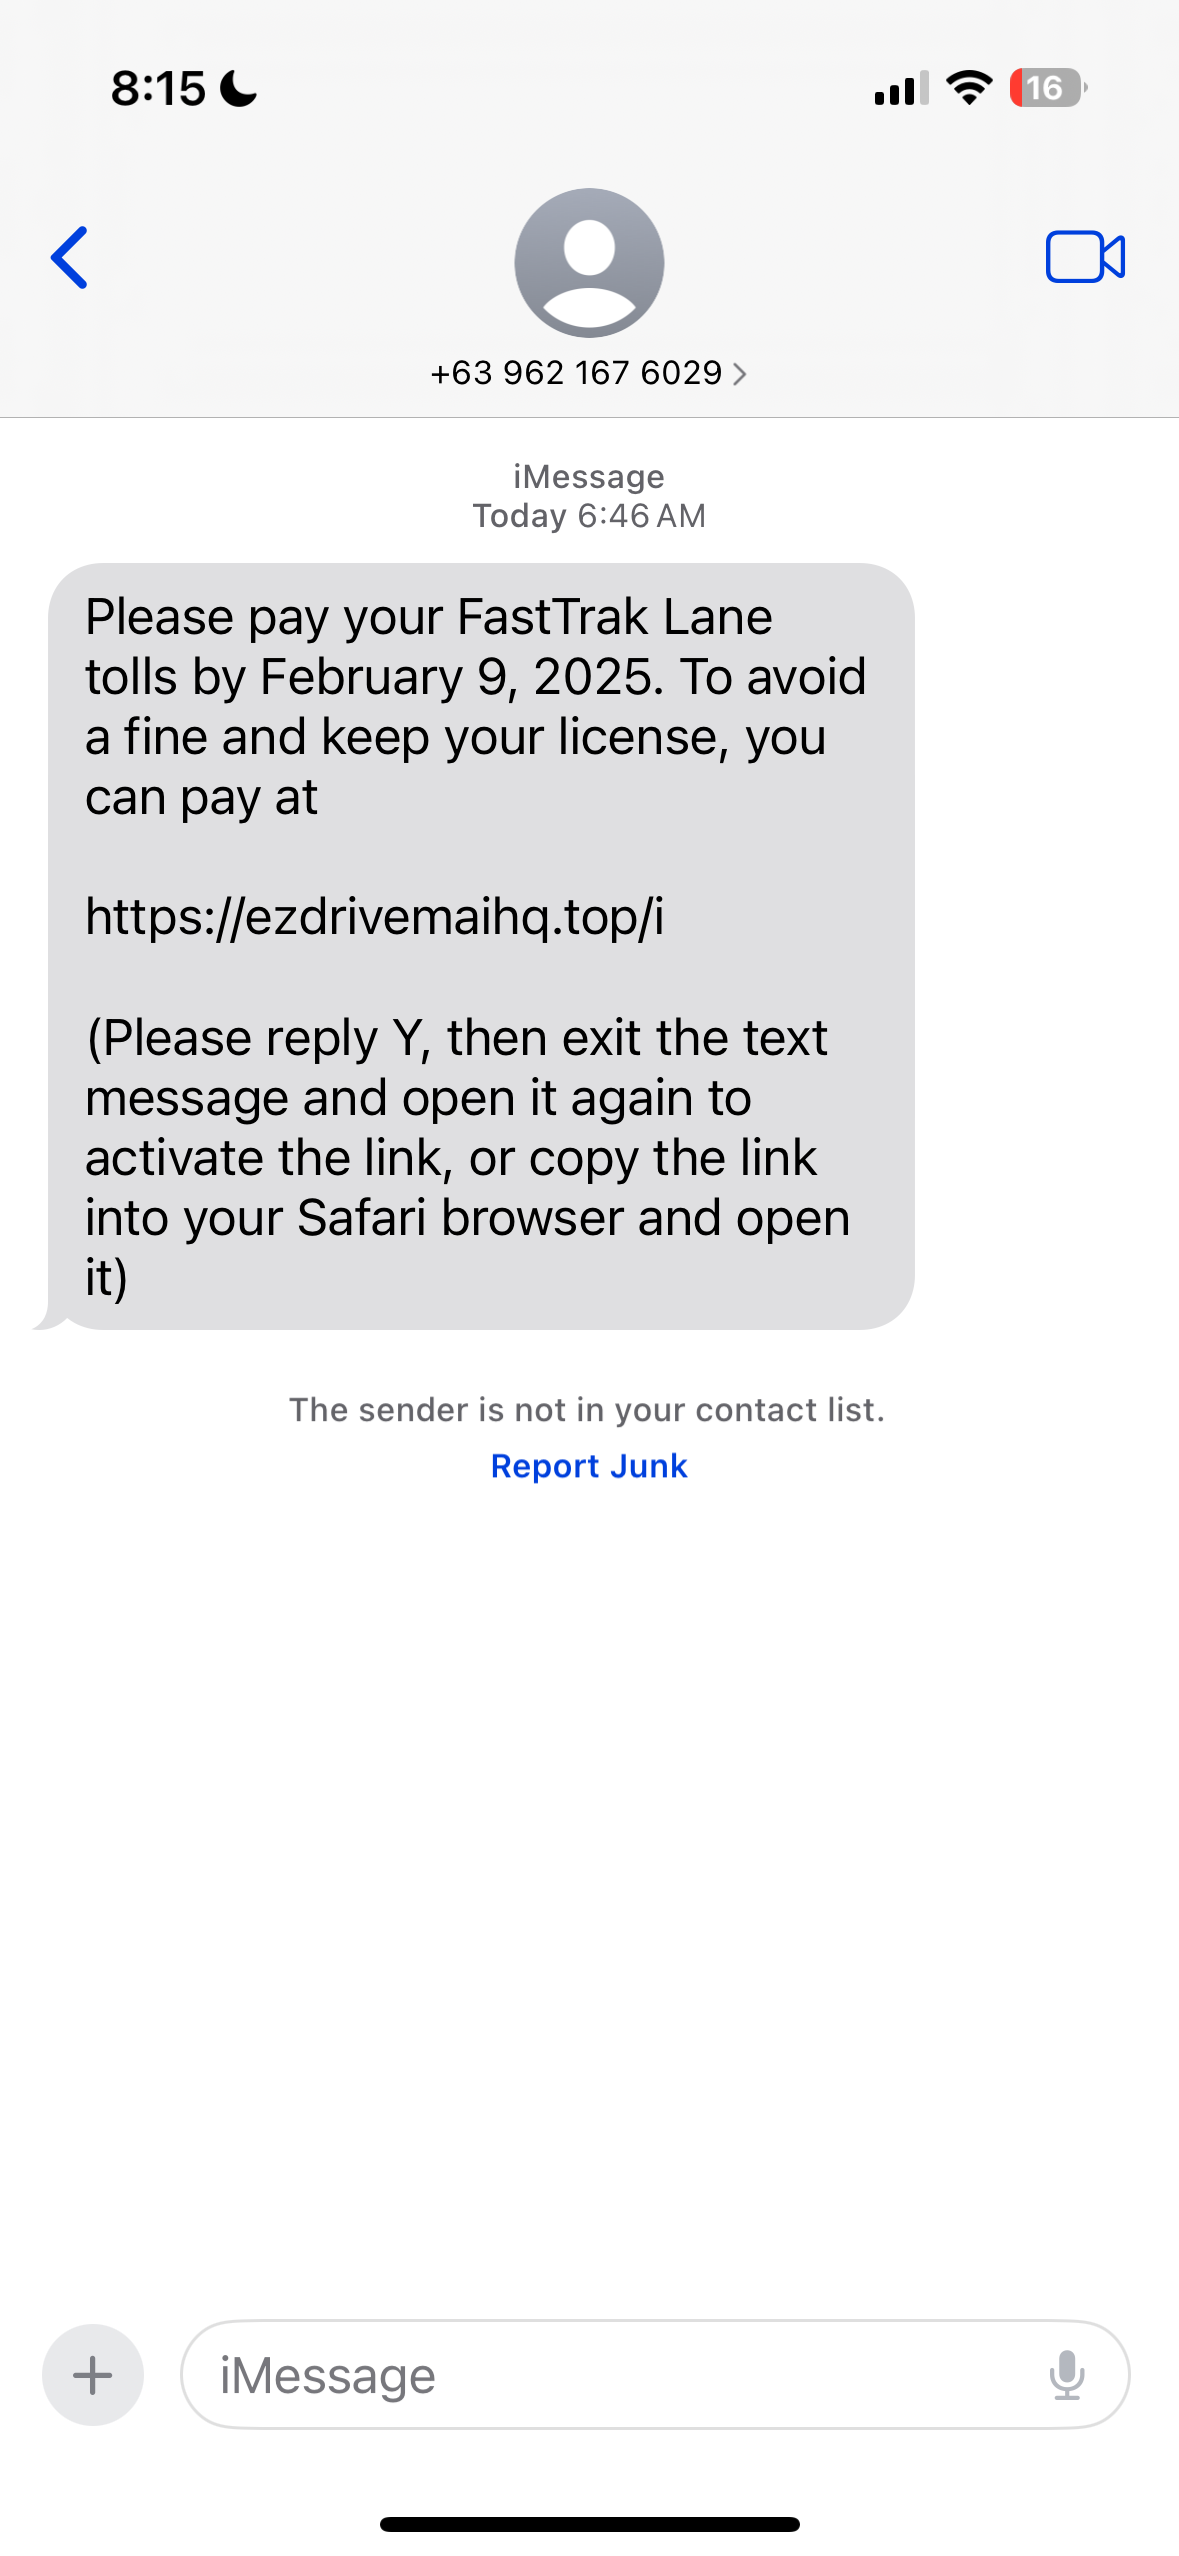 8:15
16
+63 962 167 6029
iMessage
Today 6:46 AM
Please pay your FastTrak Lane
tolls by February 9, 2025. To avoid
a fine and keep your license, you
can pay at
https://ezdrivemaihq.top/i
(Please reply Y, then exit the text
message and open it again to
activate the link, or copy the link
into your Safari browser and open
it)
The sender is not in your contact list.
Report Junk
iMessage